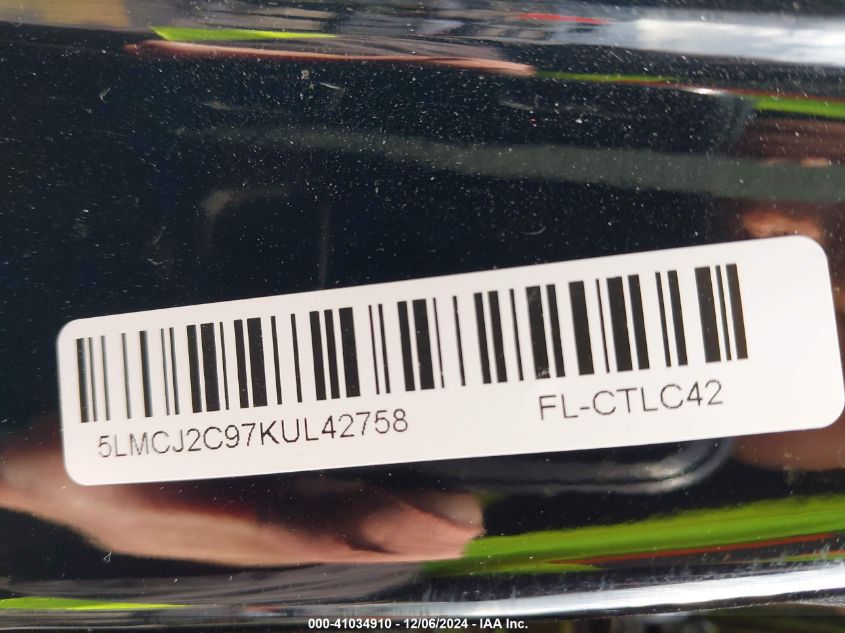 5LMCJ2C97KUL42758 FL-CTLC42
000-41034910 - 12/06/2024 - IAA Inc.